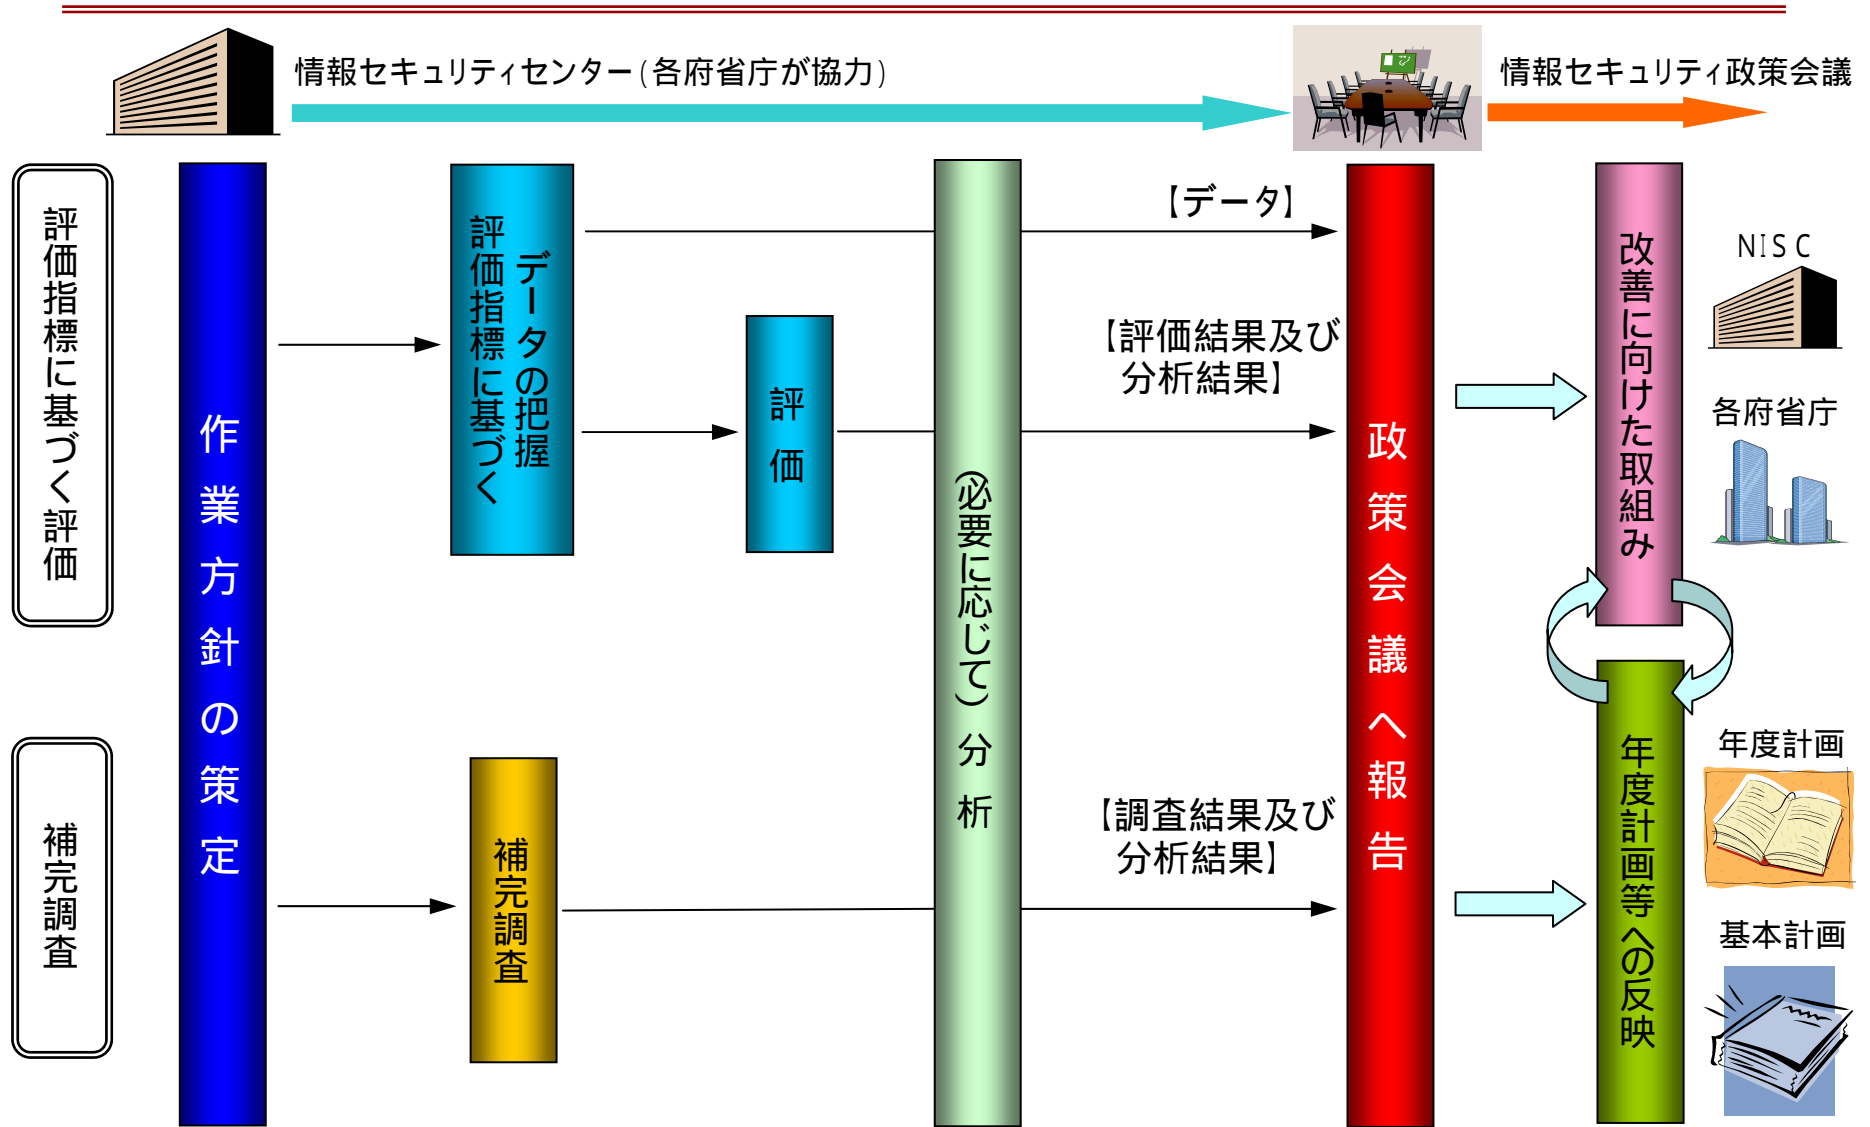 情報セキュリティセンター(各府省庁が協力)
情報セキュリティ政策会議
評価指標に基づく評価
補完調査
作業方針の策定
評価指標に基づく
データの把握
評価
補完調査
(必要に応じて)分析
【データ】
【評価結果及び
分析結果】
【調査結果及び
分析結果】
政策会議へ報告
改善に向けた取組み
年度計画等への反映
NISC
各府省庁
年度計画
基本計画